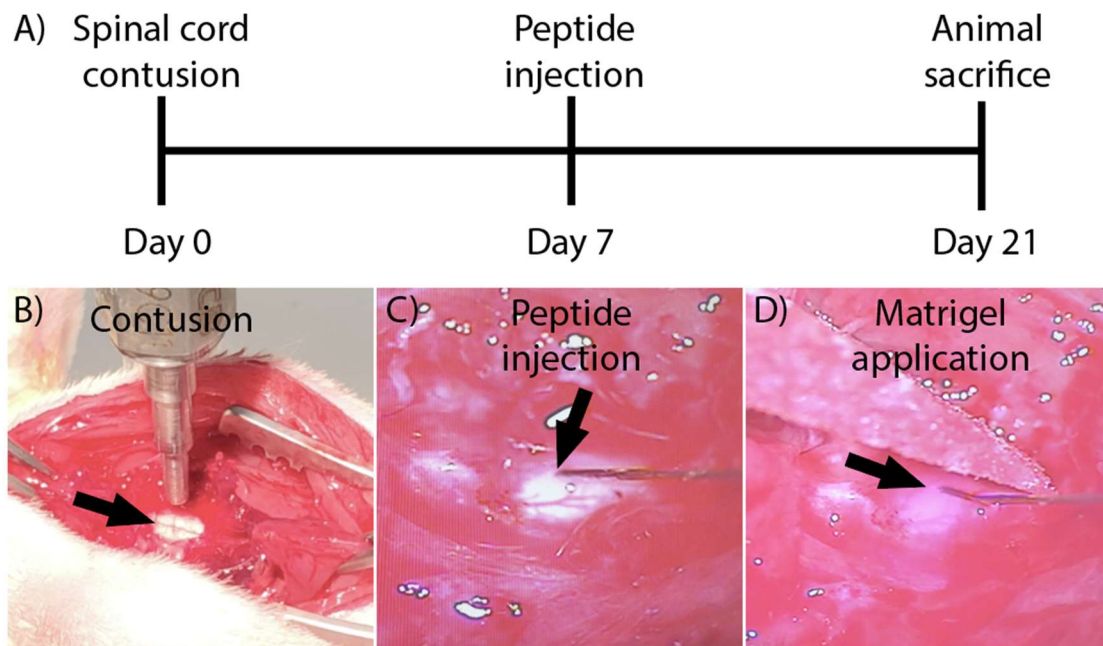 A) Spinal cord contusion
Peptide injection
Animal sacrifice
Day 0
Day 7
Day 21
B) Contusion
C) Peptide injection
D) Matrigel application